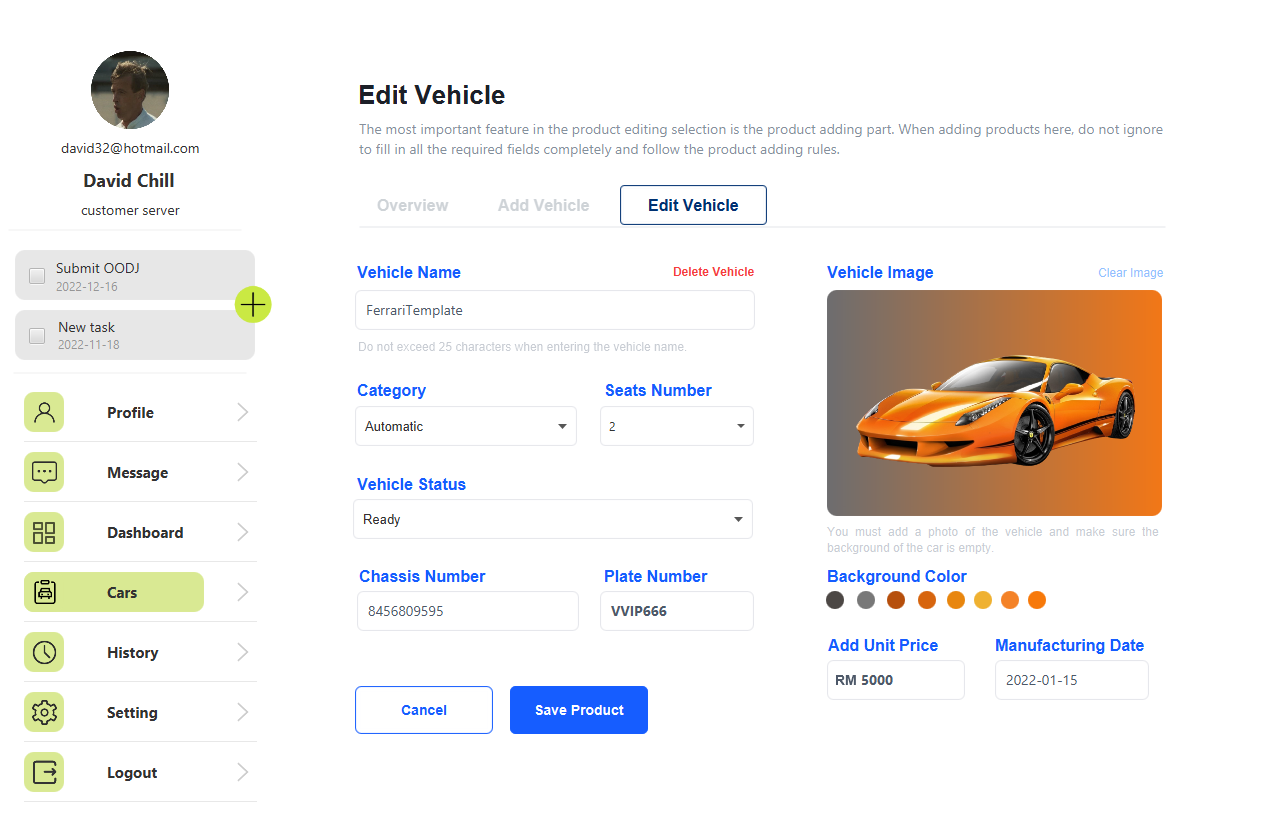 david32@hotmail.com
David Chill
customer server
Submit OODJ
2022-12-16
New task
2022-11-18
Profile
Message
Dashboard
Cars
History
Setting
Logout
Edit Vehicle
The most important feature in the product editing selection is the product adding part. When adding products here, do not ignore
to fill in all the required fields completely and follow the product adding rules.
Overview
Add Vehicle
Edit Vehicle
Vehicle Name
Delete Vehicle
FerrariTemplate
Do not exceed 25 characters when entering the vehicle name.
Category
Seats Number
Automatic
2
Vehicle Status
Ready
Chassis Number
Plate Number
8456809595
VVIP666
Cancel
Save Product
Vehicle Image
Clear Image
You must add a photo of the vehicle and make sure the
background of the car is empty.
Background Color
Add Unit Price
Manufacturing Date
RM 5000
2022-01-15